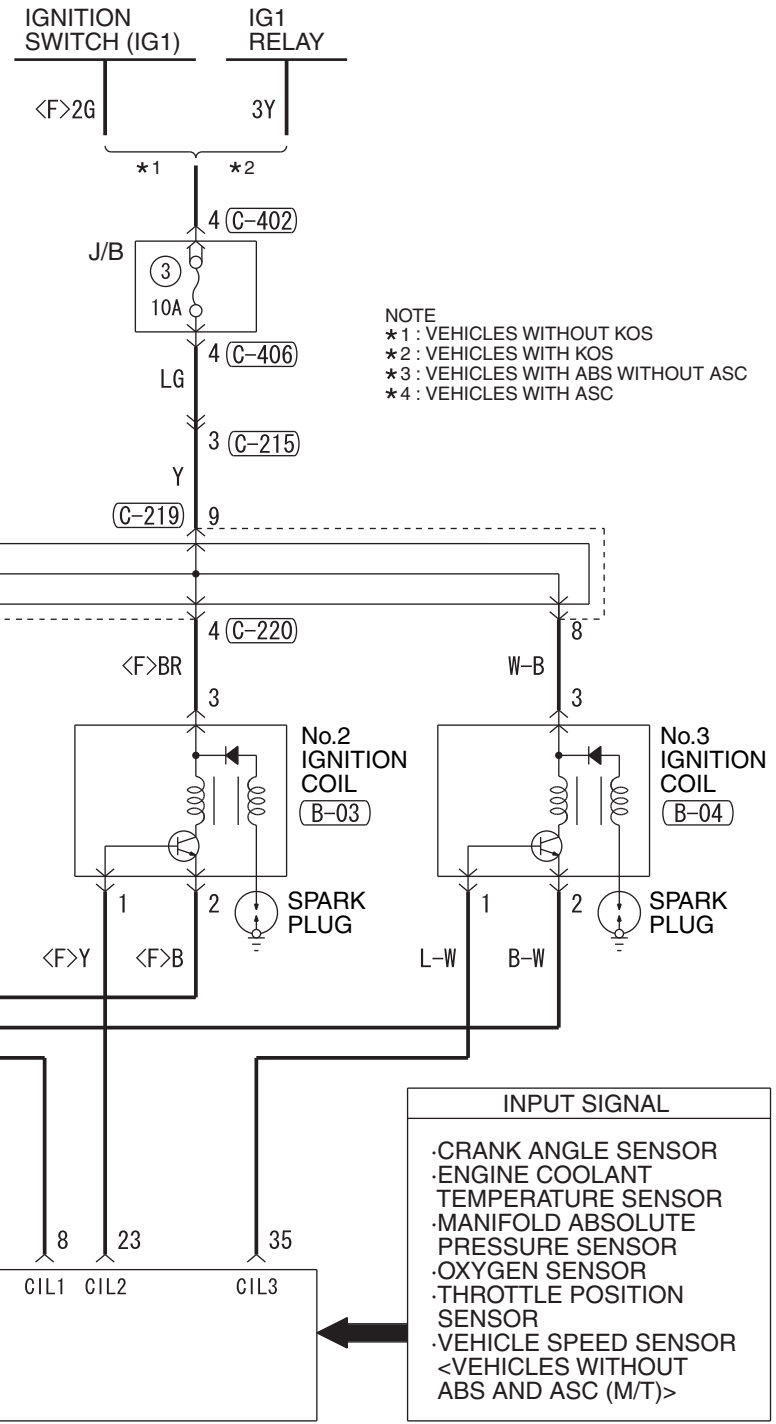 IGNITION
SWITCH (IG1)
IG1
RELAY
<F>2G
3Y
*1
*2
4 C-402
J/B
3
10A
NOTE
*1 : VEHICLES WITHOUT KOS
*2 : VEHICLES WITH KOS
*3 : VEHICLES WITH ABS WITHOUT ASC
*4 : VEHICLES WITH ASC
4 C-406
LG
3 C-215
Y
C-219 9
4 C-220
8
<F>BR
W-B
3
3
No.2
IGNITION
COIL
B-03
No.3
IGNITION
COIL
B-04
1
2
SPARK
PLUG
1
2
SPARK
PLUG
<F>Y
<F>B
L-W
B-W
INPUT SIGNAL
·CRANK ANGLE SENSOR
·ENGINE COOLANT
TEMPERATURE SENSOR
·MANIFOLD ABSOLUTE
PRESSURE SENSOR
·OXYGEN SENSOR
·THROTTLE POSITION
SENSOR
·VEHICLE SPEED SENSOR
<VEHICLES WITHOUT
ABS AND ASC (M/T)>
8
23
35
CIL1
CIL2
CIL3